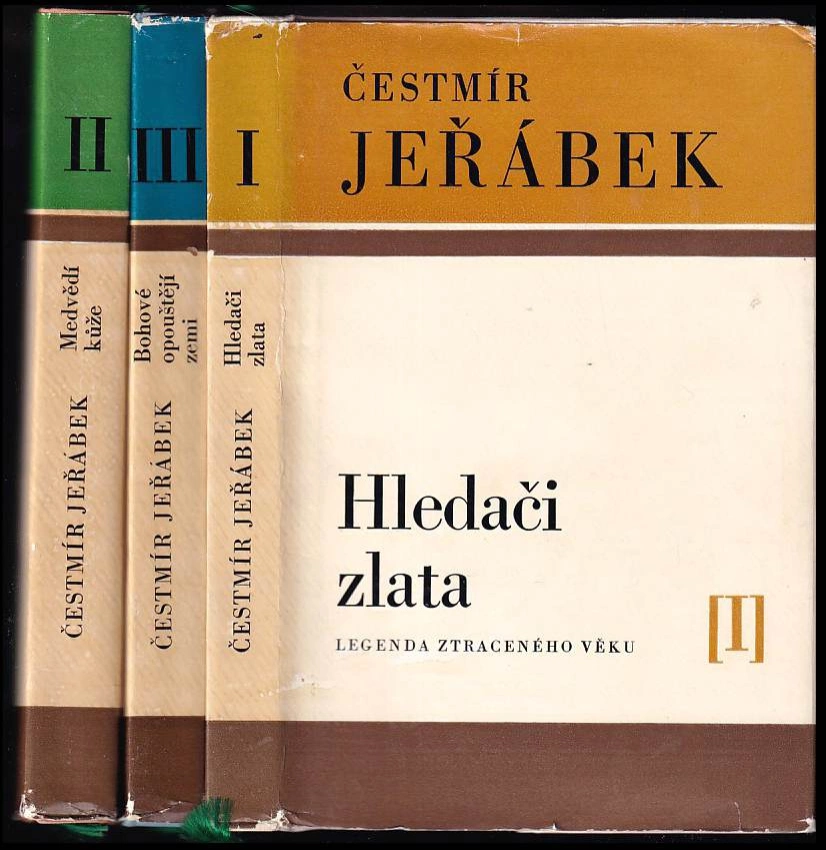 II
Medvědí
kůže
ČESTMÍR JEŘÁBEK
III
Bohové
opouštějí
zemi
ČESTMÍR JEŘÁBEK
I
Hledači
zlata
ČESTMÍR JEŘÁBEK
ČESTMÍR
JEŘÁBEK
Hledači
zlata
LEGENDA ZTRACENÉHO VĚKU
[I]